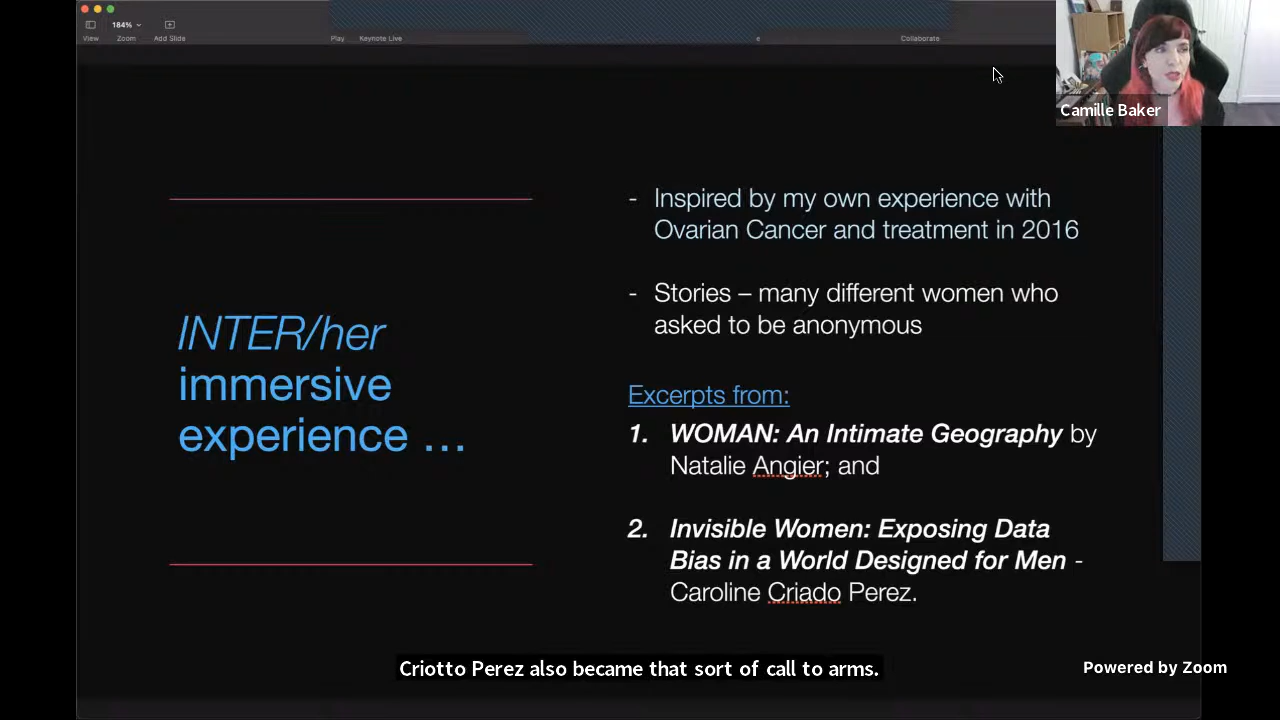 184%
View
Zoom
Add Slide
Play
Keynote Live
e
Collaborate
Camille Baker
INTER/her
immersive
experience ...
- Inspired by my own experience with
Ovarian Cancer and treatment in 2016
- Stories – many different women who
asked to be anonymous
Excerpts from:
1. WOMAN: An Intimate Geography by
Natalie Angier; and
2. Invisible Women: Exposing Data
Bias in a World Designed for Men -
Caroline Criado Perez.
Criotto Perez also became that sort of call to arms.
Powered by Zoom